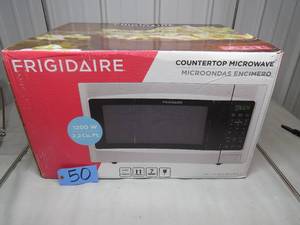 FRIGIDAIRE
COUNTERTOP MICROWAVE
MICROONDAS ENCIMERO
FRIGIDAIRE
1200 W
2.2 Cu. Ft.
50